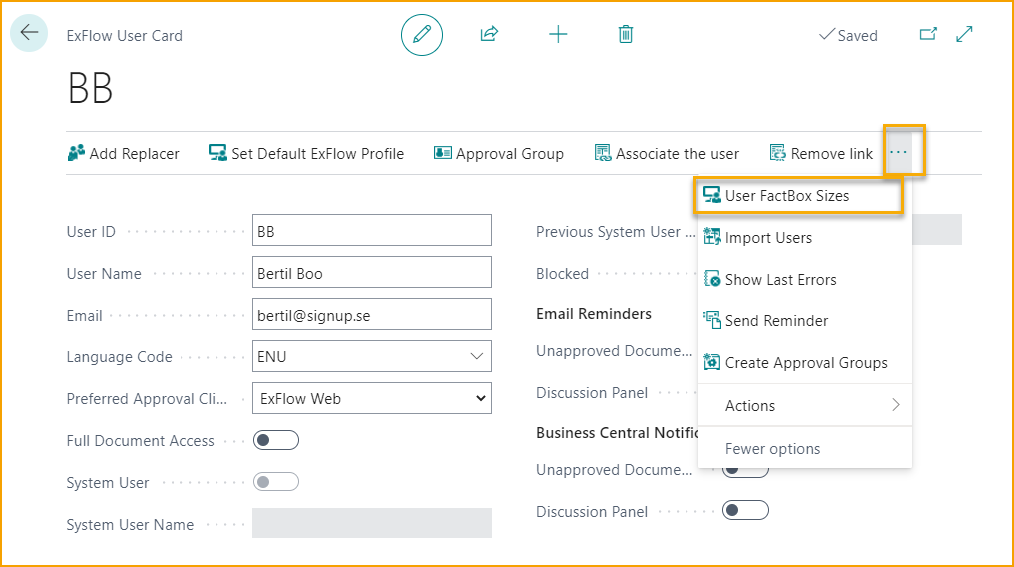 ExFlow User Card
Saved
BB
Add Replacer
Set Default ExFlow Profile
Approval Group
Associate the user
Remove link
...
User FactBox Sizes
Import Users
Show Last Errors
Send Reminder
Create Approval Groups
Actions
Fewer options
User ID
BB
User Name
Bertil Boo
Email
bertil@signup.se
Language Code
ENU
Preferred Approval Cli...
ExFlow Web
Full Document Access
System User
System User Name
Previous System User ...
Blocked
Email Reminders
Unapproved Docume...
Discussion Panel
Business Central Notific
Unapproved Docume...
Discussion Panel